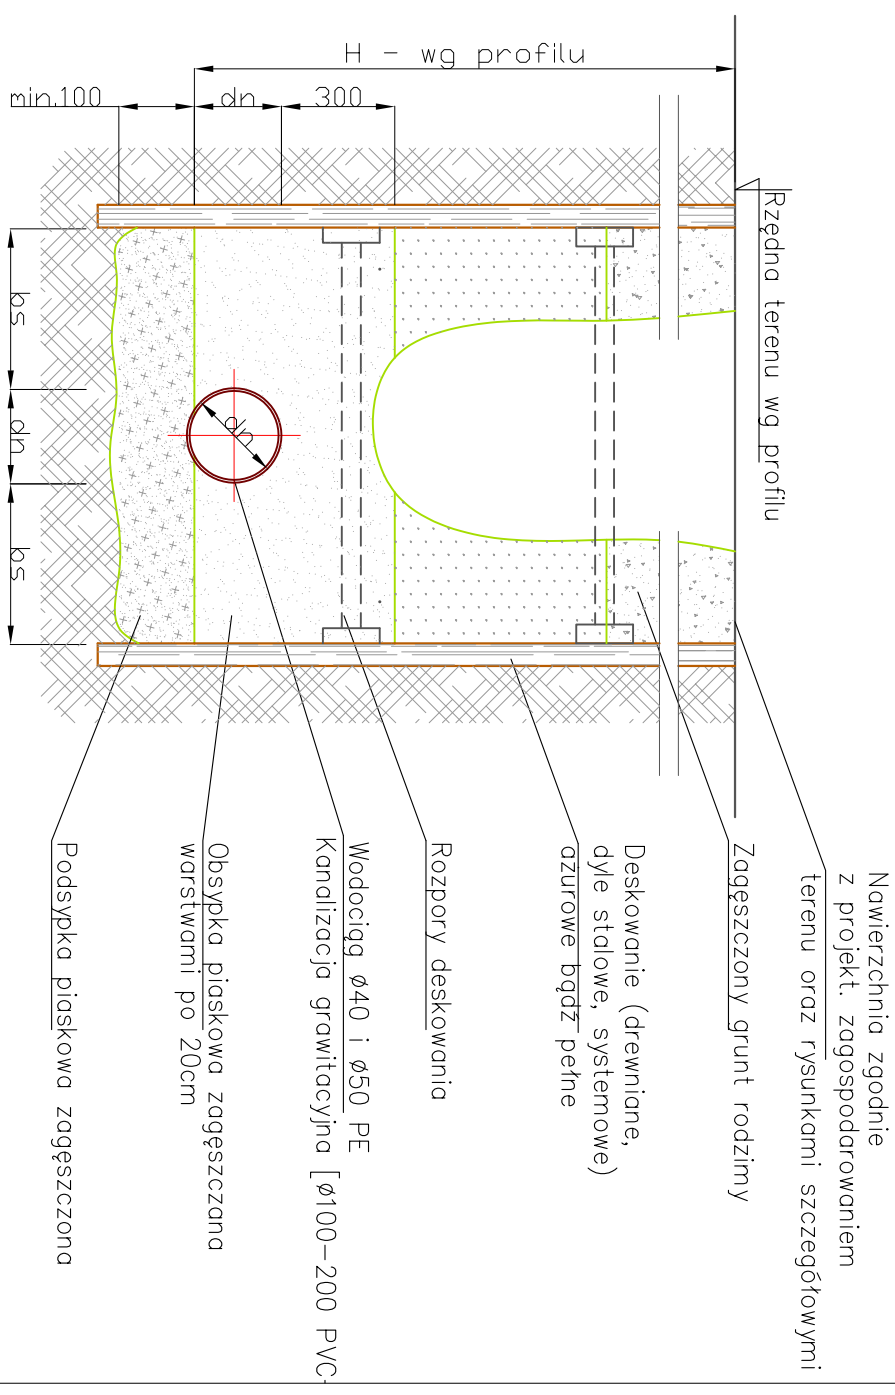 H - wg profilu
min.100
dn
300
Rzędna terenu wg profilu
bs
dn
bs
dn
Nawierzchnia zgodnie
z projekt. zagospodarowaniem
terenu oraz rysunkami szczegółowymi
Zagęszczony grunt rodzimy
Deskowanie (drewniane,
dyle stalowe, systemowe)
ażurowe bądź pełne
Rozpory deskowania
Wodociąg ø40 i ø50 PE
Kanalizacja grawitacyjna [ø100-200 PVC-
Obsypka piaskowa zagęszczana
warstwami po 20cm
Podsypka piaskowa zagęszczona